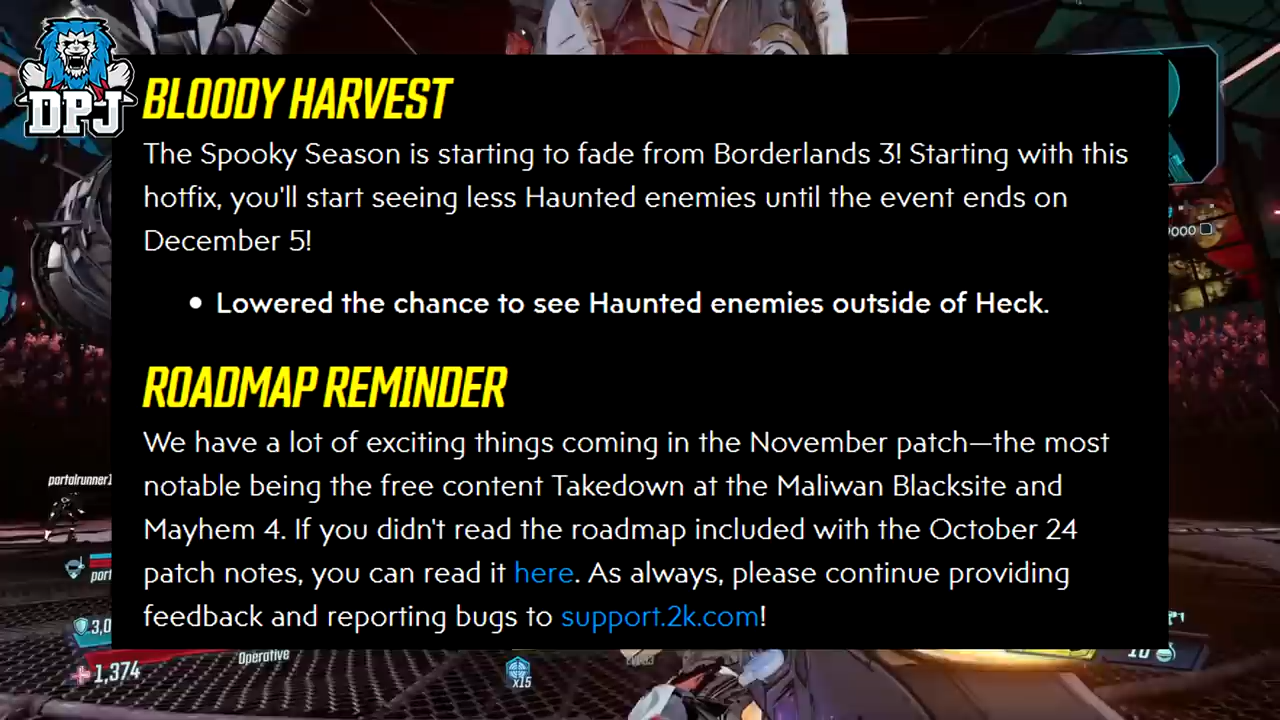 DPJ
BLOODY HARVEST
The Spooky Season is starting to fade from Borderlands 3! Starting with this
hotfix, you'll start seeing less Haunted enemies until the event ends on
December 5!
• Lowered the chance to see Haunted enemies outside of Heck.
ROADMAP REMINDER
We have a lot of exciting things coming in the November patch—the most
notable being the free content Takedown at the Maliwan Blacksite and
Mayhem 4. If you didn't read the roadmap included with the October 24
patch notes, you can read it here. As always, please continue providing
feedback and reporting bugs to support.2k.com!
portalrunner1
1,374
Operative
x15